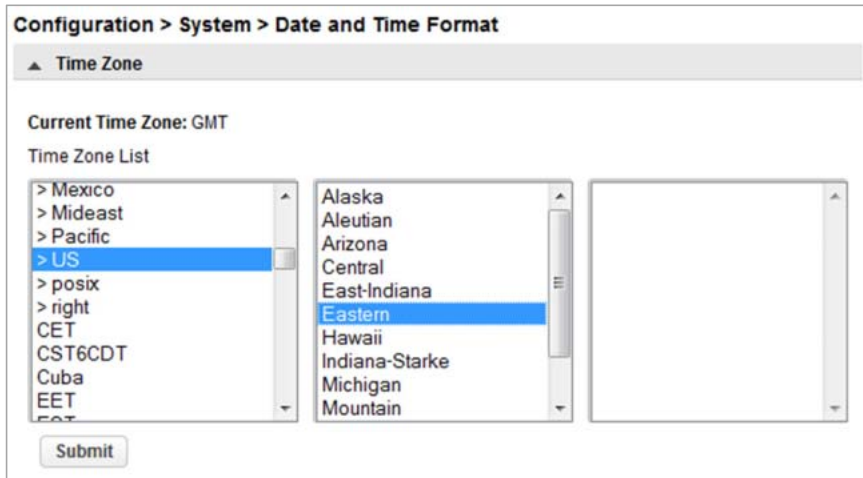 Configuration > System > Date and Time Format
Time Zone
Current Time Zone: GMT
Time Zone List
> Mexico
> Mideast
> Pacific
> US
> posix
> right
CET
CST6CDT
Cuba
EET
Alaska
Aleutian
Arizona
Central
East-Indiana
Eastern
Hawaii
Indiana-Starke
Michigan
Mountain
Submit